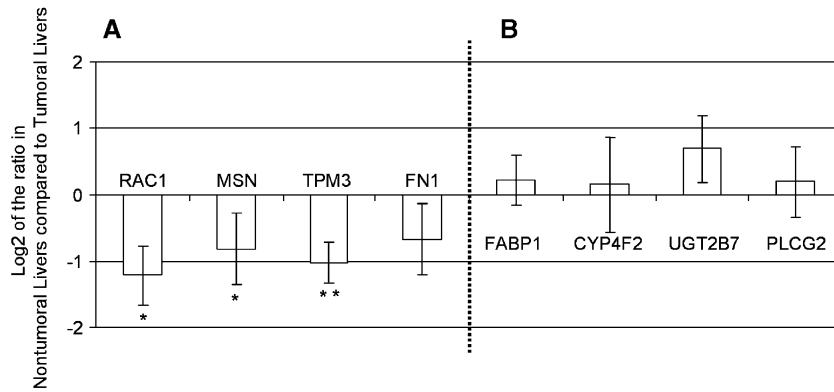 A B
Log2 of the ratio in
Nontumoral Livers compared to Tumoral Livers
2
1
RAC1 MSN TPM3 FN1
0
FABP1 CYP4F2 UGT2B7 PLCG2
-1
* * **
-2